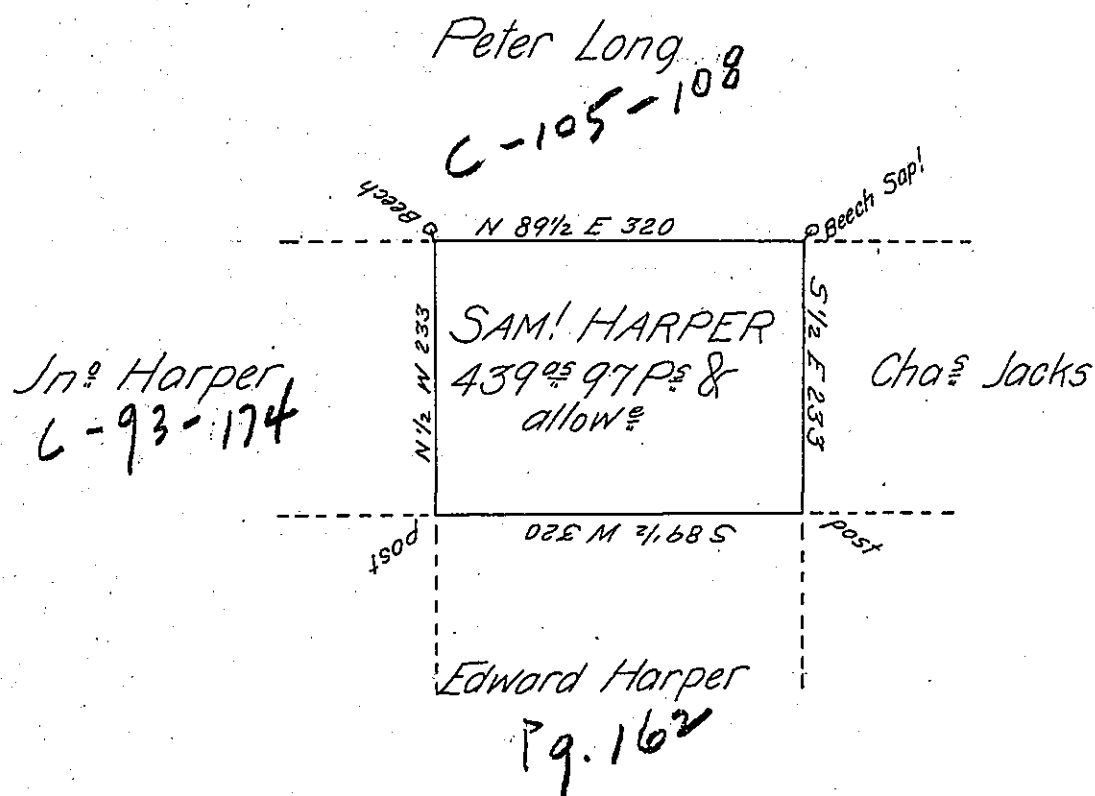 Peter Long
C-105-108
Beech
N 89½ E 320
Beech Sap!
N ½ W 233
SAM! HARPER
439 as 97 Ps &
allowe
S ½ E 233
Jno Harper
C-93-174
Chas Jacks
post
S 89½ W 320
post
Edward Harper
Pg. 162